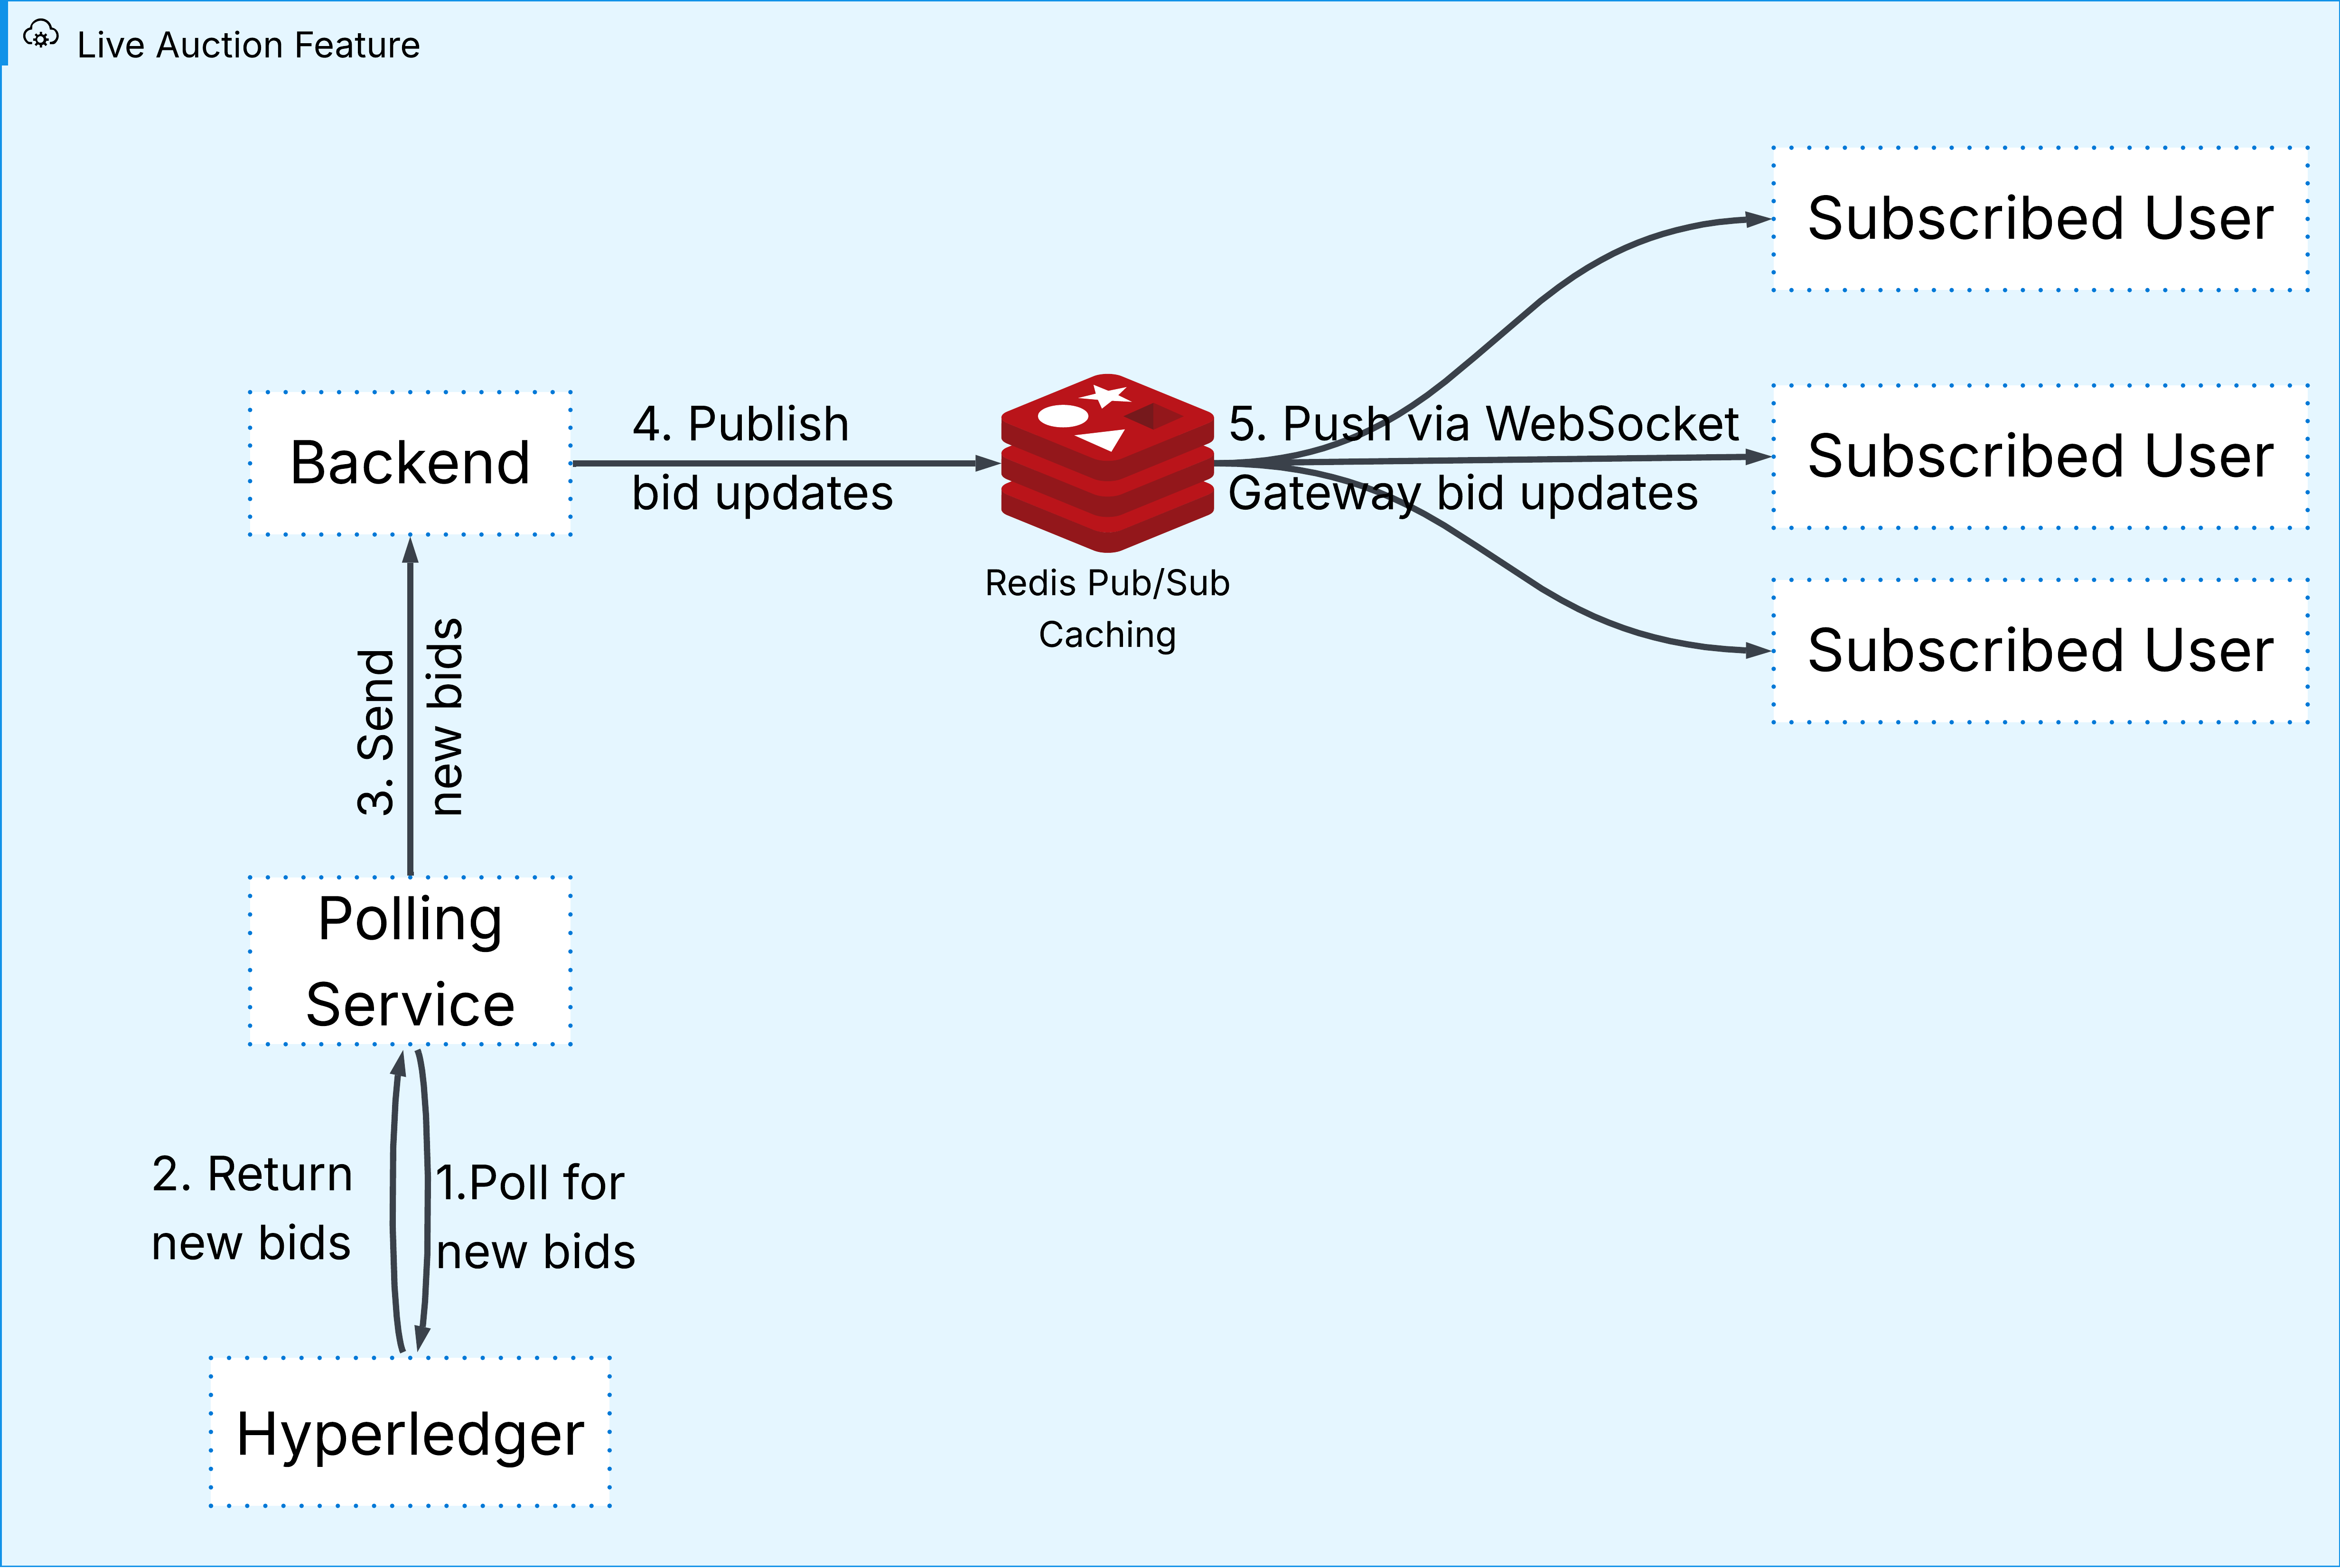 Live Auction Feature
Subscribed User
Backend
4. Publish
bid updates
5. Push via WebSocket
Gateway bid updates
Subscribed User
Redis Pub/Sub
Caching
Subscribed User
3. Send
new bids
Polling
Service
2. Return
new bids
1.Poll for
new bids
Hyperledger